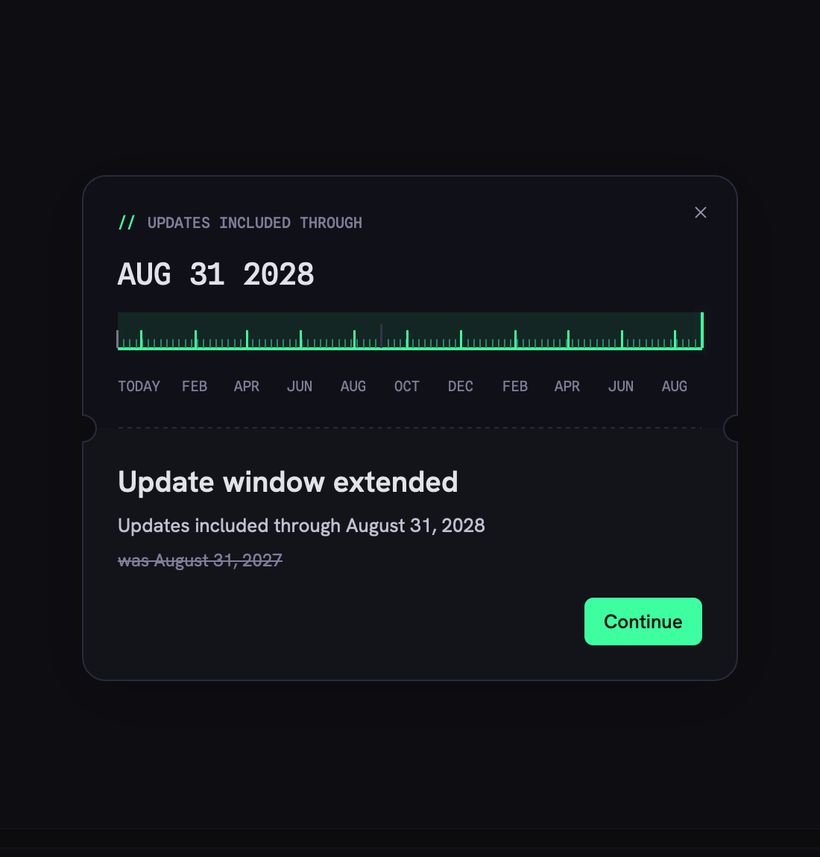 // UPDATES INCLUDED THROUGH
AUG 31 2028
TODAY FEB APR JUN AUG OCT DEC FEB APR JUN AUG
Update window extended
Updates included through August 31, 2028
was August 31, 2027
Continue